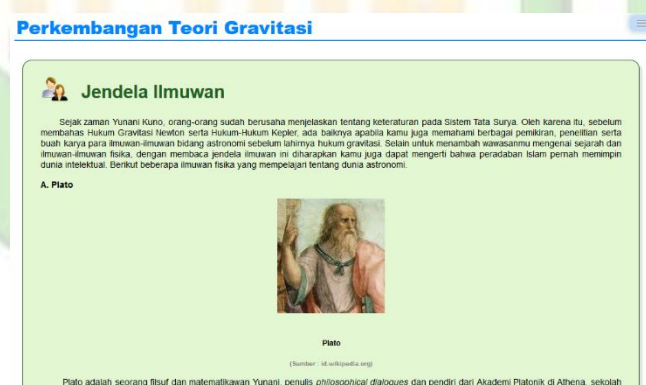 Perkembangan Teori Gravitasi
Jendela Ilmuwan
Sejak zaman Yunani Kuno, orang-orang sudah berusaha menjelaskan tentang keteraturan pada Sistem Tata Surya. Oleh karena itu, sebelum
membahas Hukum Gravitasi Newton serta Hukum-Hukum Kepler, ada baiknya apabila kamu juga memahami berbagai pemikiran, penelitian serta
buah karya para ilmuwan-ilmuwan bidang astronomi sebelum lahirnya hukum gravitasi. Selain untuk menambah wawasanmu mengenai sejarah dan
ilmuwan-ilmuwan fisika, dengan membaca jendela ilmuwan ini diharapkan kamu juga dapat mengerti bahwa peradaban Islam pernah memimpin
dunia intelektual. Berikut beberapa ilmuwan fisika yang mempelajari tentang dunia astronomi.
A. Plato
Plato
(Sumber : id.wikipedia.org)
Plato adalah seorang filsuf dan matematikawan Yunani, penulis philosophical dialogues dan pendiri dari Akademi Platonik di Athena, sekolah